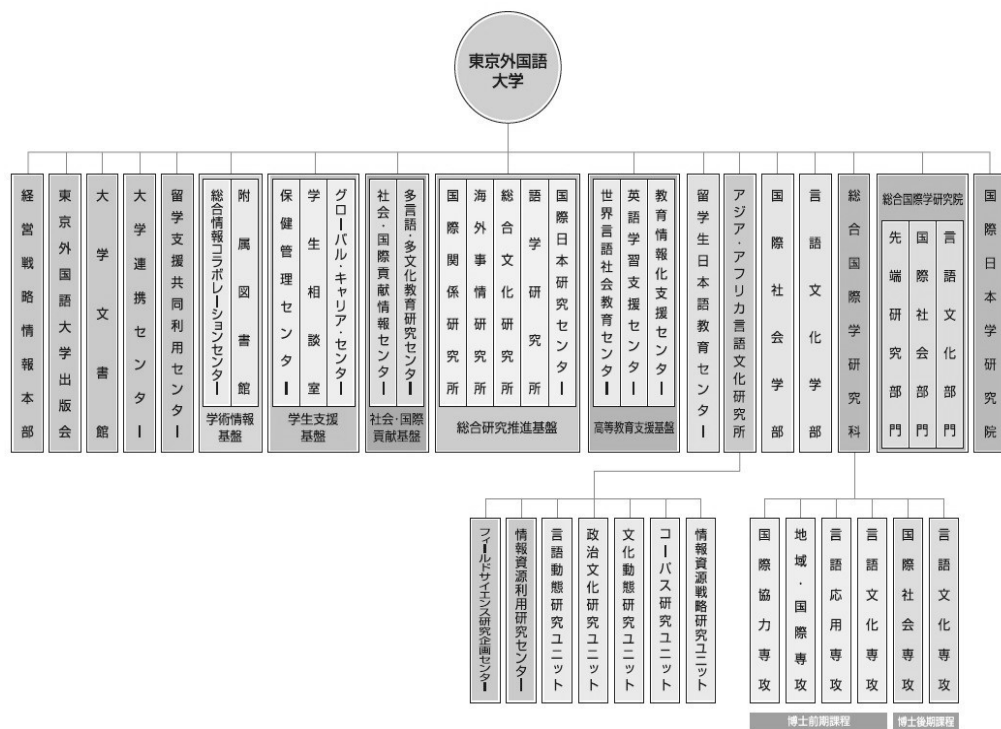 東京外国語
大学
経営戦略情報本部
東京外国語大学出版会
大学文書館
大学連携センター
留学支援共同利用センター
総合情報コラボレーションセンター
附属図書館
学術情報
基盤
保健管理センター
学生相談室
グローバル・キャリア・センター
学生支援
基盤
社会・国際貢献情報センター
多言語・多文化教育研究センター
社会・国際
貢献基盤
国際関係研究所
海外事情研究所
総合文化研究所
語学研究所
国際日本研究センター
総合研究推進基盤
世界言語社会教育センター
英語学習支援センター
教育情報化支援センター
高等教育支援基盤
留学生日本語教育センター
アジア・アフリカ言語文化研究所
国際社会学部
言語文化学部
総合国際学研究科
総合国際学研究院
先端研究部門
国際社会部門
言語文化部門
国際日本学研究院
フィールドサイエンス研究企画センター
情報資源利用研究センター
言語動態研究ユニット
政治文化研究ユニット
文化動態研究ユニット
コーパス研究ユニット
情報資源戦略研究ユニット
国際協力専攻
地域・国際専攻
言語応用専攻
言語文化専攻
国際社会専攻
言語文化専攻
博士前期課程
博士後期課程